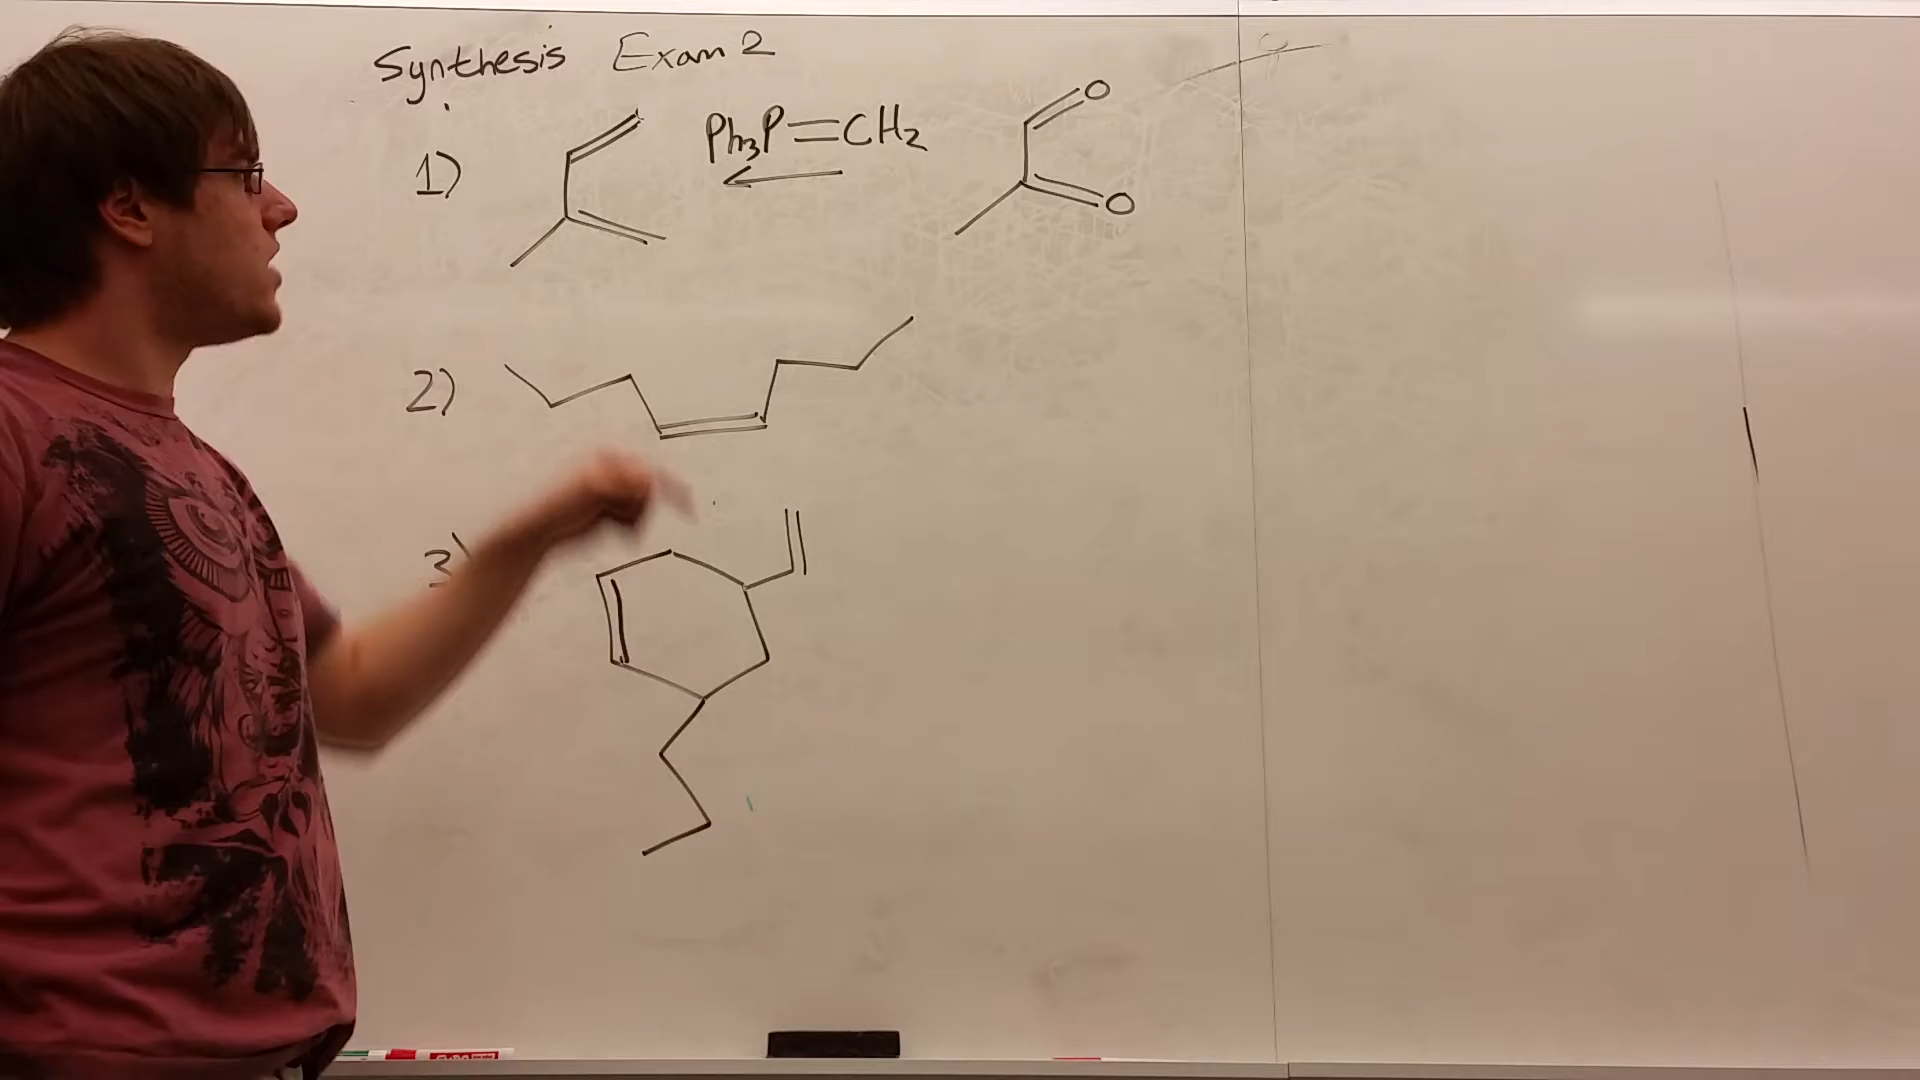 Synthesis Exam 2
1) Ph3P=CH2 O
O
2)
3)